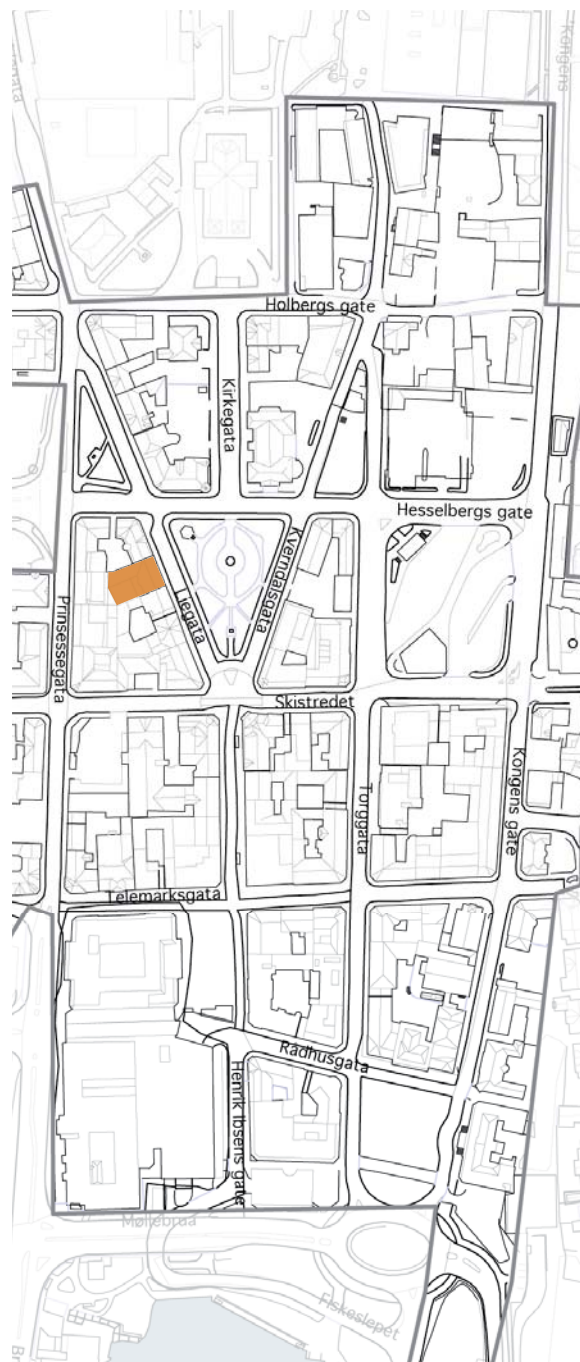 Kongens
Holbergs gate
Kirkegata
Hesselbergs gate
Kverndalsgata
Liegata
Prinsessegata
Skistredet
Torggata
Kongens gate
Telemarksgata
Rådhusgata
Henrik Ibsens gate
Møllebrua
Fiskeslepet